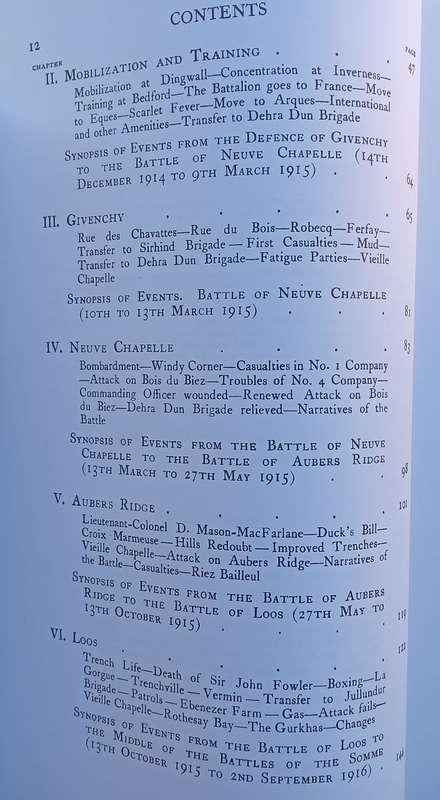 CONTENTS
12
CHAPTER
PAGE
II. MOBILIZATION AND TRAINING . . . 47
Mobilization at Dingwall—Concentration at Inverness—
Training at Bedford—The Battalion goes to France—Move
to Eques—Scarlet Fever—Move to Arques—International
and other Amenities—Transfer to Dehra Dun Brigade
SYNOPSIS OF EVENTS FROM THE DEFENCE OF GIVENCHY
TO THE BATTLE OF NEUVE CHAPELLE (14TH
DECEMBER 1914 TO 9TH MARCH 1915) . . 64
III. GIVENCHY . . . . . 65
Rue des Chavattes—Rue du Bois—Robecq—Ferfay—
Transfer to Sirhind Brigade—First Casualties—Mud—
Transfer to Dehra Dun Brigade—Fatigue Parties—Vieille
Chapelle
SYNOPSIS OF EVENTS. BATTLE OF NEUVE CHAPELLE
(10TH TO 13TH MARCH 1915) . . . 81
IV. NEUVE CHAPELLE . . . . 83
Bombardment—Windy Corner—Casualties in No. 1 Company
—Attack on Bois du Biez—Troubles of No. 4 Company—
Commanding Officer wounded—Renewed Attack on Bois
du Biez—Dehra Dun Brigade relieved—Narratives of the
Battle
SYNOPSIS OF EVENTS FROM THE BATTLE OF NEUVE
CHAPELLE TO THE BATTLE OF AUBERS RIDGE
(13TH MARCH TO 27TH MAY 1915) . . 98
V. AUBERS RIDGE . . . . . 101
Lieutenant-Colonel D. Mason-MacFarlane—Duck's Bill—
Croix Marmeuse—Hills Redoubt—Improved Trenches—
Vieille Chapelle—Attack on Aubers Ridge—Narratives of
the Battle—Casualties—Riez Bailleul
SYNOPSIS OF EVENTS FROM THE BATTLE OF AUBERS
RIDGE TO THE BATTLE OF LOOS (27TH MAY TO
13TH OCTOBER 1915) . . . . 119
VI. LOOS . . . . . . 122
Trench Life—Death of Sir John Fowler—Boxing—La
Gorgue—Trenchville—Vermin—Transfer to Jullundur
Brigade—Patrols—Ebenezer Farm—Gas—Attack fails—
Vieille Chapelle—Rothesay Bay—The Gurkhas—Changes
SYNOPSIS OF EVENTS FROM THE BATTLE OF LOOS TO
THE MIDDLE OF THE BATTLES OF THE SOMME
(13TH OCTOBER 1915 TO 2ND SEPTEMBER 1916) . 144